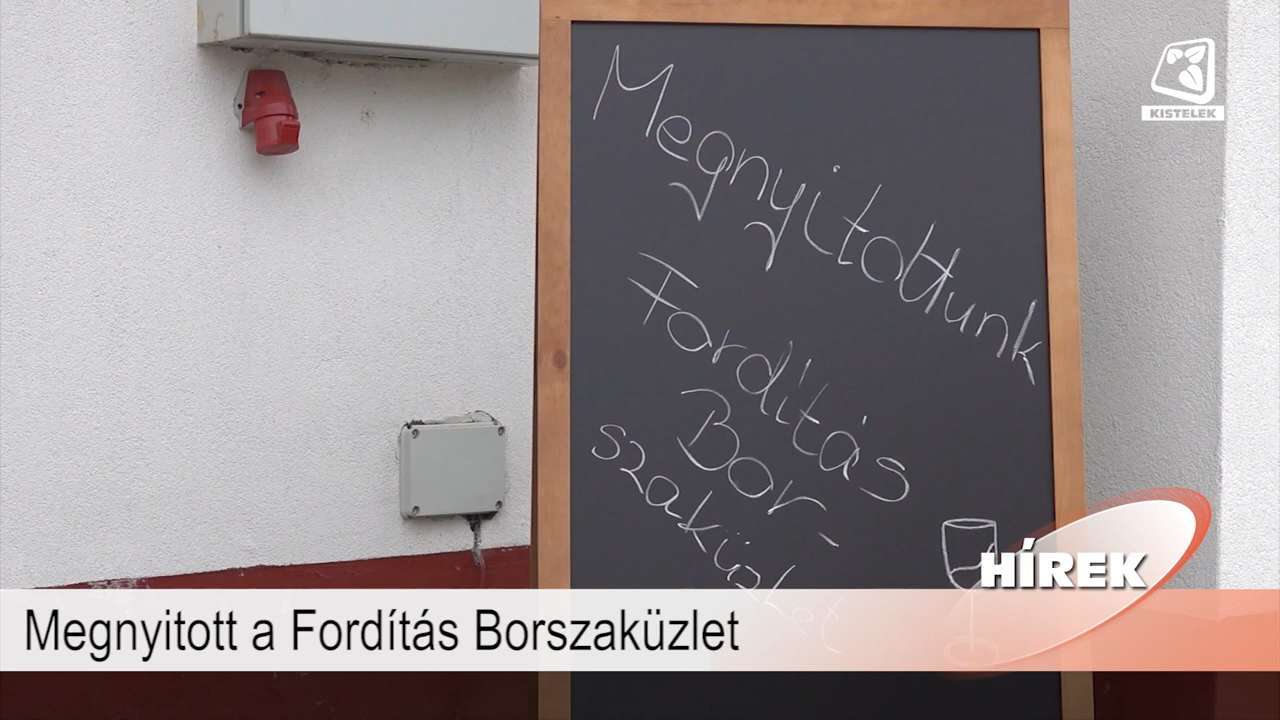 KISTELEK
Megnyitottunk
Fordítás
Bor-
szaküzlet
HÍREK
Megnyitott a Fordítás Borszaküzlet